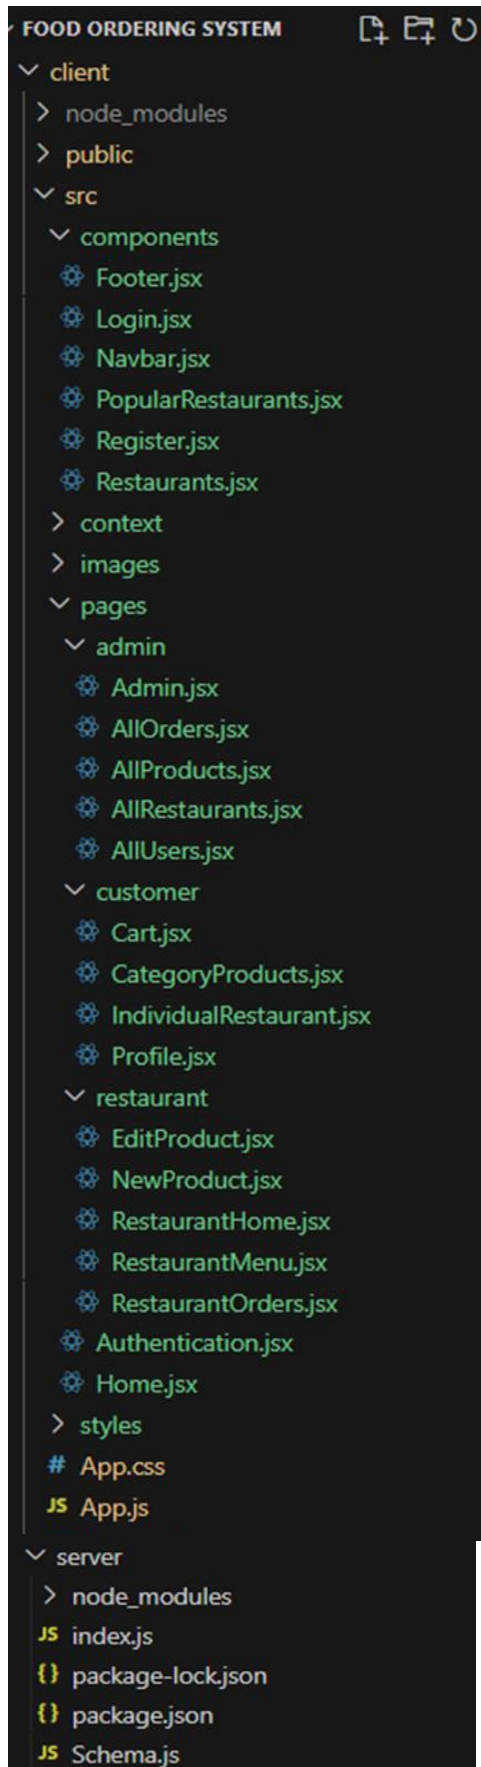 FOOD ORDERING SYSTEM
client
node_modules
public
src
components
Footer.jsx
Login.jsx
Navbar.jsx
PopularRestaurants.jsx
Register.jsx
Restaurants.jsx
context
images
pages
admin
Admin.jsx
AllOrders.jsx
AllProducts.jsx
AllRestaurants.jsx
AllUsers.jsx
customer
Cart.jsx
CategoryProducts.jsx
IndividualRestaurant.jsx
Profile.jsx
restaurant
EditProduct.jsx
NewProduct.jsx
RestaurantHome.jsx
RestaurantMenu.jsx
RestaurantOrders.jsx
Authentication.jsx
Home.jsx
styles
# App.css
JS App.js
server
node_modules
JS index.js
{} package-lock.json
{} package.json
JS Schema.js